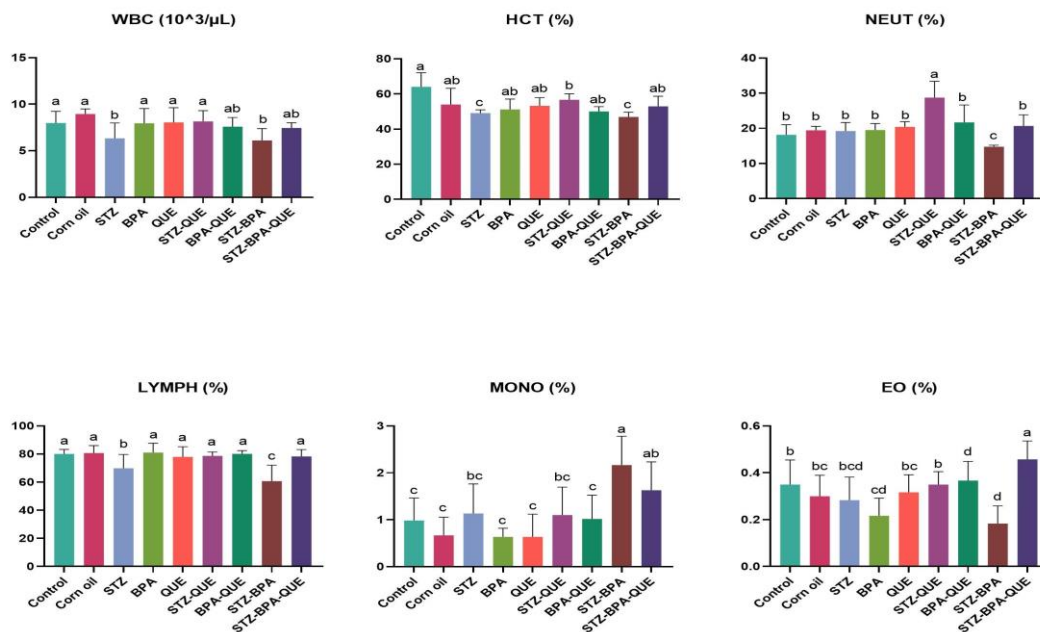 WBC (10^3/µL)
15
10
5
0
a a b a a a ab b ab
Control Corn oil STZ BPA QUE STZ-QUE BPA-QUE STZ-BPA STZ-BPA-QUE
HCT (%)
80
60
40
20
0
a ab c ab ab b ab c ab
Control Corn oil STZ BPA QUE STZ-QUE BPA-QUE STZ-BPA STZ-BPA-QUE
NEUT (%)
40
30
20
10
0
b b b b b a b c b
Control Corn oil STZ BPA QUE STZ-QUE BPA-QUE STZ-BPA STZ-BPA-QUE
LYMPH (%)
100
80
60
40
20
0
a a b a a a a c a
Control Corn oil STZ BPA QUE STZ-QUE BPA-QUE STZ-BPA STZ-BPA-QUE
MONO (%)
3
2
1
0
c c bc c c bc c a ab
Control Corn oil STZ BPA QUE STZ-QUE BPA-QUE STZ-BPA STZ-BPA-QUE
EO (%)
0.6
0.4
0.2
0.0
b bc bcd cd bc b d d a
Control Corn oil STZ BPA QUE STZ-QUE BPA-QUE STZ-BPA STZ-BPA-QUE